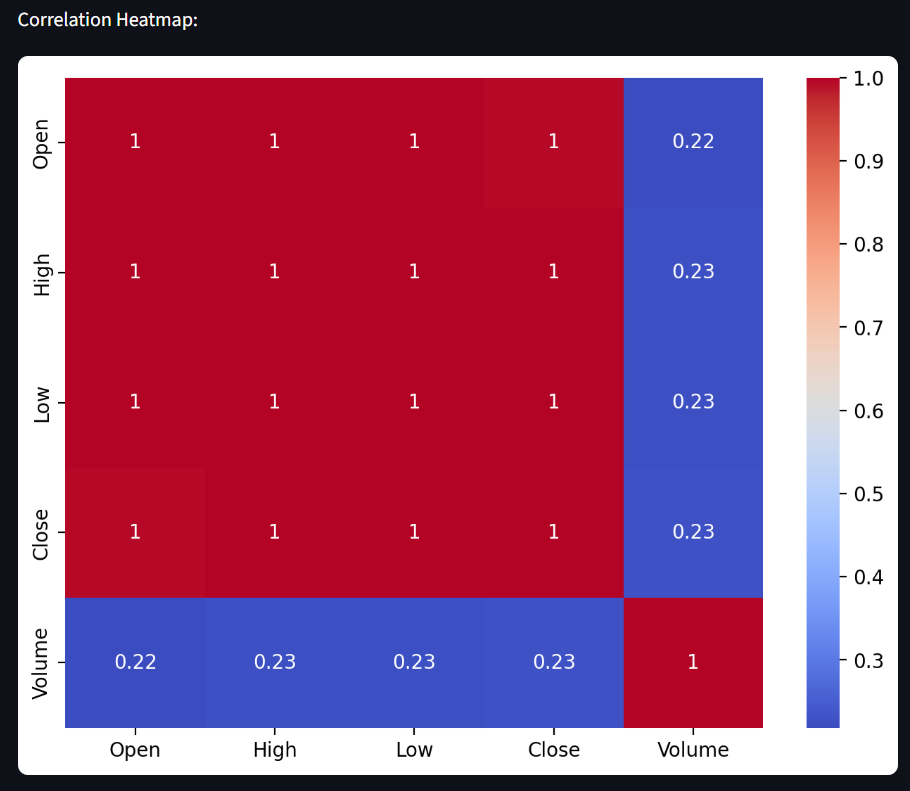 Correlation Heatmap:
Open 1 1 1 1 0.22
High 1 1 1 1 0.23
Low 1 1 1 1 0.23
Close 1 1 1 1 0.23
Volume 0.22 0.23 0.23 0.23 1
Open High Low Close Volume
1.0
0.9
0.8
0.7
0.6
0.5
0.4
0.3